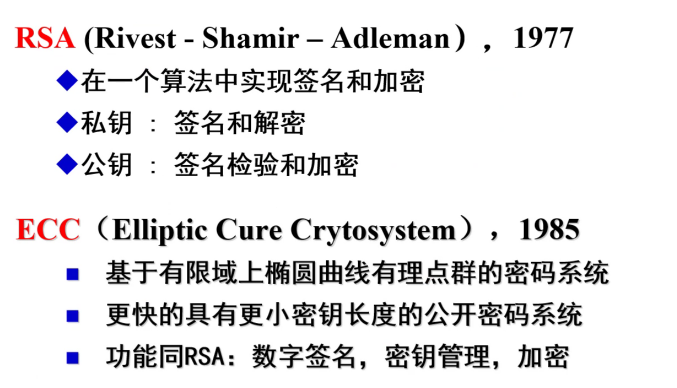 RSA (Rivest - Shamir – Adleman），1977
◆在一个算法中实现签名和加密
◆私钥 ： 签名和解密
◆公钥 ： 签名检验和加密
ECC（Elliptic Cure Crytosystem），1985
■ 基于有限域上椭圆曲线有理点群的密码系统
■ 更快的具有更小密钥长度的公开密码系统
■ 功能同RSA：数字签名，密钥管理，加密